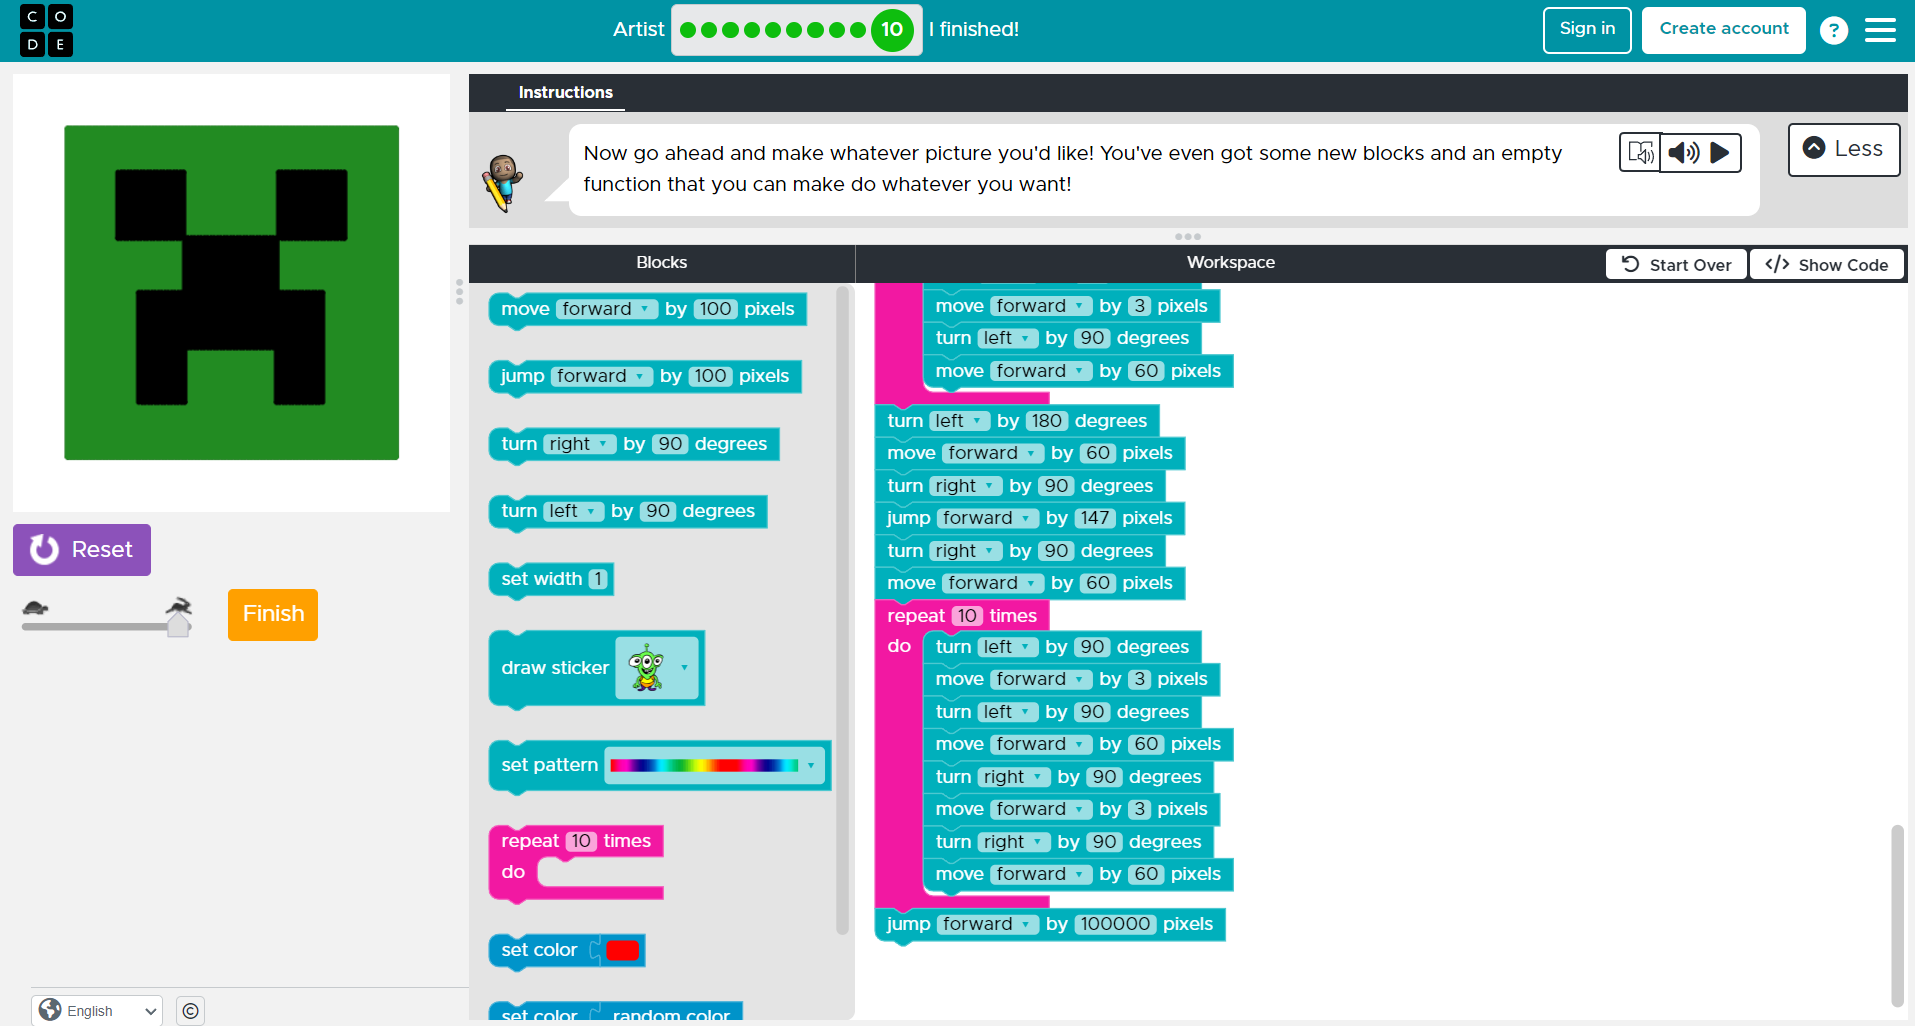 C O
D E
Artist
10
I finished!
Sign in
Create account
?
Instructions
Now go ahead and make whatever picture you'd like! You've even got some new blocks and an empty
function that you can make do whatever you want!
Less
Blocks
Workspace
Start Over
</> Show Code
move forward by 100 pixels
jump forward by 100 pixels
turn right by 90 degrees
turn left by 90 degrees
set width 1
draw sticker
set pattern
repeat 10 times
do
set color
set color random color
move forward by 3 pixels
turn left by 90 degrees
move forward by 60 pixels
turn left by 180 degrees
move forward by 60 pixels
turn right by 90 degrees
jump forward by 147 pixels
turn right by 90 degrees
move forward by 60 pixels
repeat 10 times
do turn left by 90 degrees
move forward by 3 pixels
turn left by 90 degrees
move forward by 60 pixels
turn right by 90 degrees
move forward by 3 pixels
turn right by 90 degrees
move forward by 60 pixels
jump forward by 100000 pixels
Reset
Finish
English
©